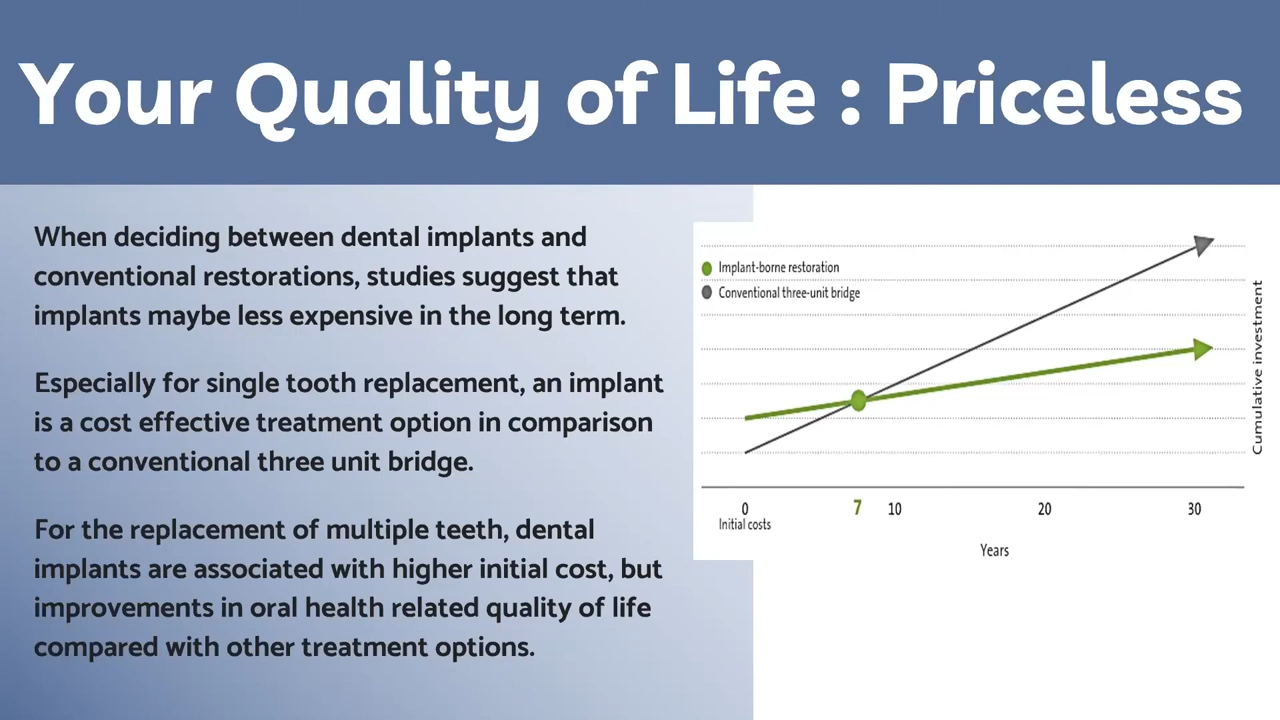 Your Quality of Life : Priceless
When deciding between dental implants and
conventional restorations, studies suggest that
implants maybe less expensive in the long term.
Especially for single tooth replacement, an implant
is a cost effective treatment option in comparison
to a conventional three unit bridge.
For the replacement of multiple teeth, dental
implants are associated with higher initial cost, but
improvements in oral health related quality of life
compared with other treatment options.
Implant-borne restoration
Conventional three-unit bridge
Cumulative investment
0 7 10 20 30
Initial costs
Years